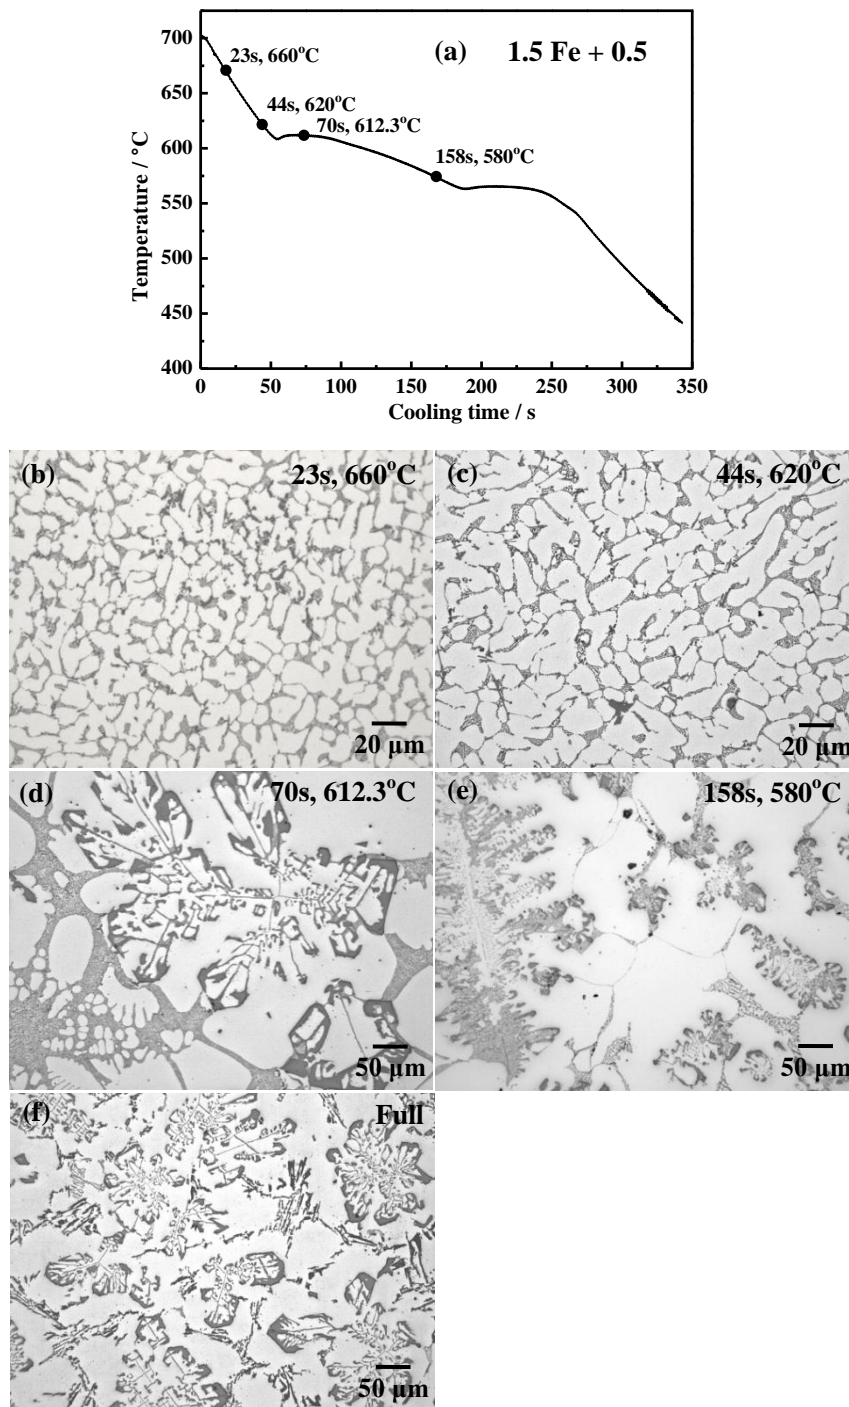 (a) 1.5 Fe + 0.5
23s, 660°C
44s, 620°C
70s, 612.3°C
158s, 580°C
Temperature / °C
700
650
600
550
500
450
400
0 50 100 150 200 250 300 350
Cooling time / s
(b) 23s, 660°C
20 µm
(c) 44s, 620°C
20 µm
(d) 70s, 612.3°C
50 µm
(e) 158s, 580°C
50 µm
(f) Full
50 µm